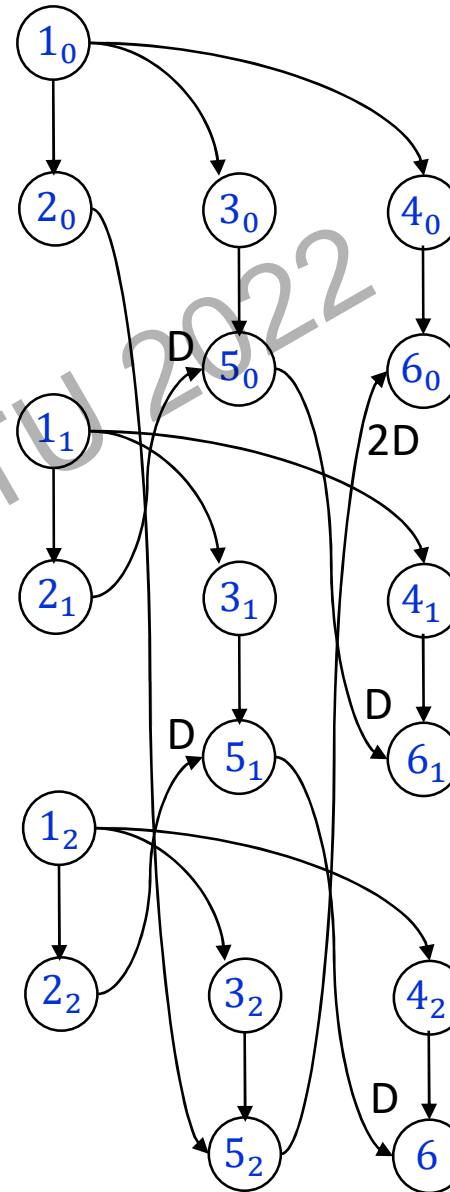 1₀
2₀ 3₀ 4₀
D 5₀ 6₀
1₁ 2D
2₁ 3₁ 4₁
D
D 5₁ 6₁
1₂
2₂ 3₂ 4₂
D
5₂ 6
TU 2022